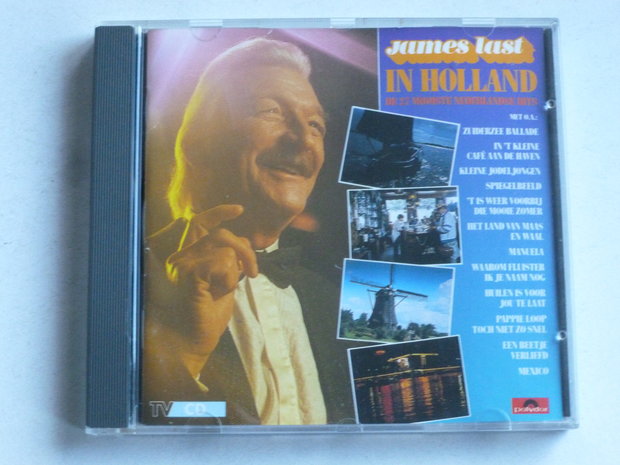 james last
IN HOLLAND
DE 27 MOOISTE NEDERLANDSE HITS
MET O.A.:
ZUIDERZEE BALLADE
IN 'T KLEINE
CAFÉ AAN DE HAVEN
KLEINE JODELJONGEN
SPIEGELBEELD
'T IS WEER VOORBIJ
DIE MOOIE ZOMER
HET LAND VAN MAAS
EN WAAL
MANUELA
WAAROM FLUISTER
IK JE NAAM NOG
HUILEN IS VOOR
JOU TE LAAT
PAPPIE LOOP
TOCH NIET ZO SNEL
EEN BEETJE
VERLIEFD
MEXICO
TV CD
polydor